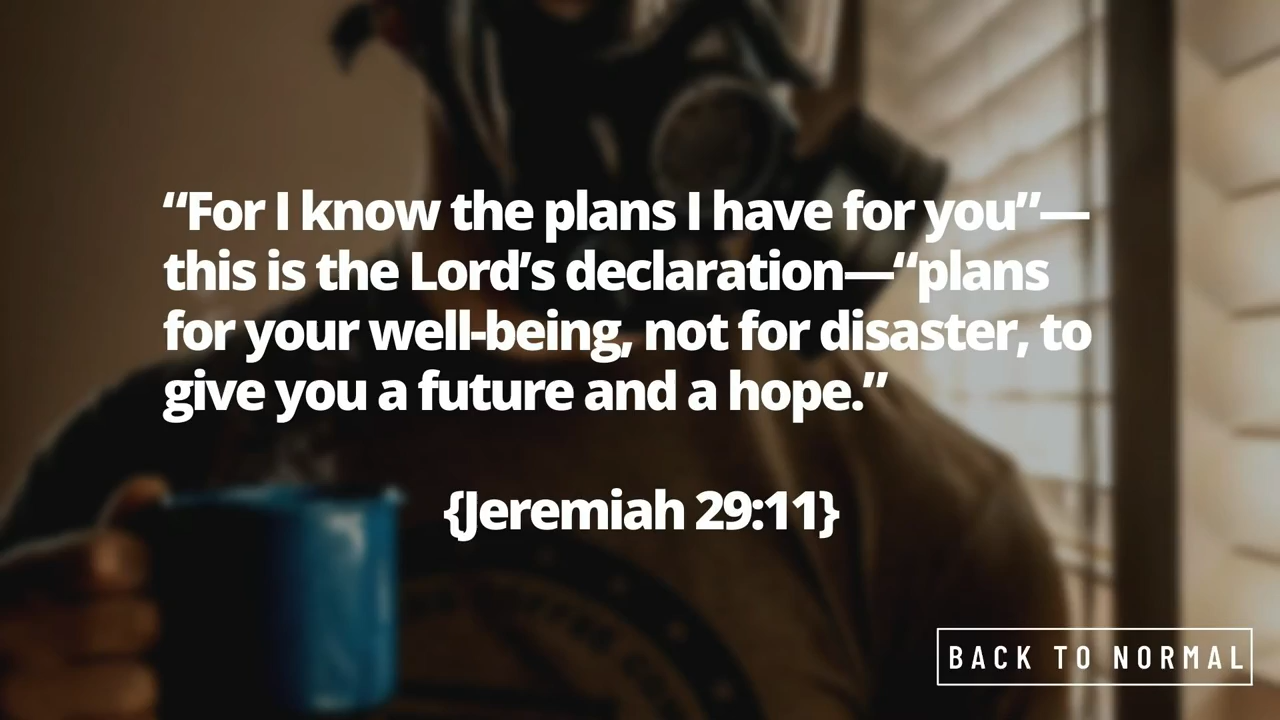 “For I know the plans I have for you”—
this is the Lord’s declaration—“plans
for your well-being, not for disaster, to
give you a future and a hope.”
{Jeremiah 29:11}
BACK TO NORMAL